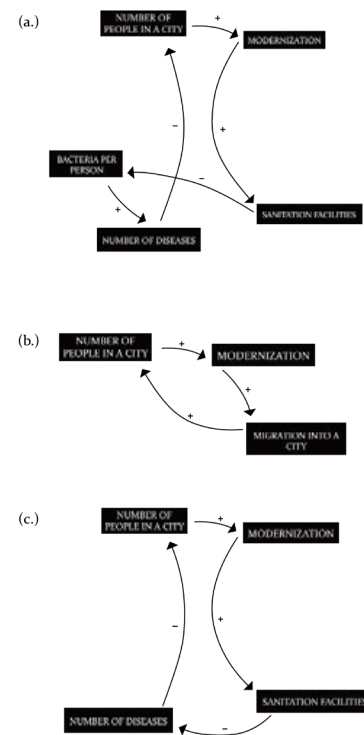 (a.)
NUMBER OF
PEOPLE IN A CITY
+
MODERNIZATION
+
−
BACTERIA PER
PERSON
−
+
SANITATION FACILITIES
NUMBER OF DISEASES
(b.)
NUMBER OF
PEOPLE IN A CITY
+
MODERNIZATION
+
+
MIGRATION INTO A
CITY
(c.)
NUMBER OF
PEOPLE IN A CITY
+
MODERNIZATION
−
+
SANITATION FACILITIES
NUMBER OF DISEASES
−